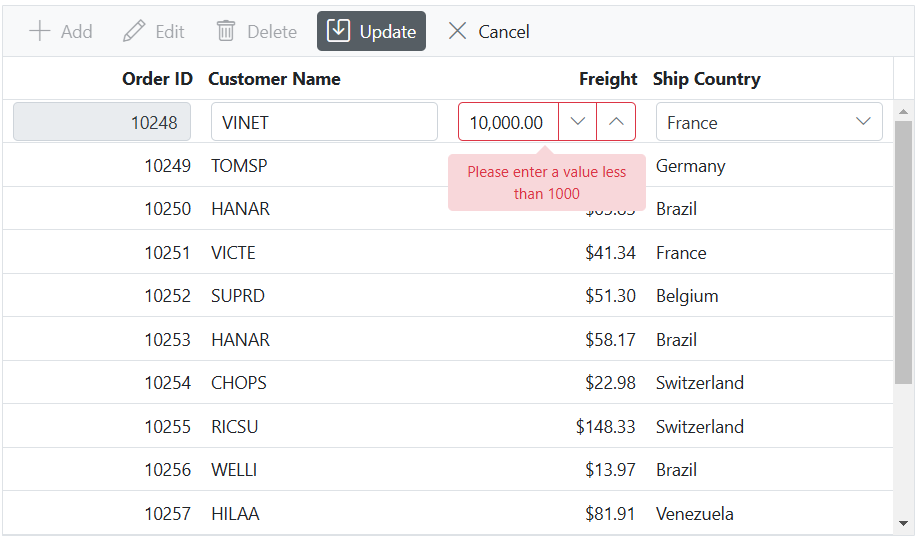 Add Edit Delete Update Cancel
Order ID Customer Name Freight Ship Country
10248 VINET 10,000.00 France
10249 TOMSP Germany
Please enter a value less
than 1000
10250 HANAR Brazil
10251 VICTE $41.34 France
10252 SUPRD $51.30 Belgium
10253 HANAR $58.17 Brazil
10254 CHOPS $22.98 Switzerland
10255 RICSU $148.33 Switzerland
10256 WELLI $13.97 Brazil
10257 HILAA $81.91 Venezuela